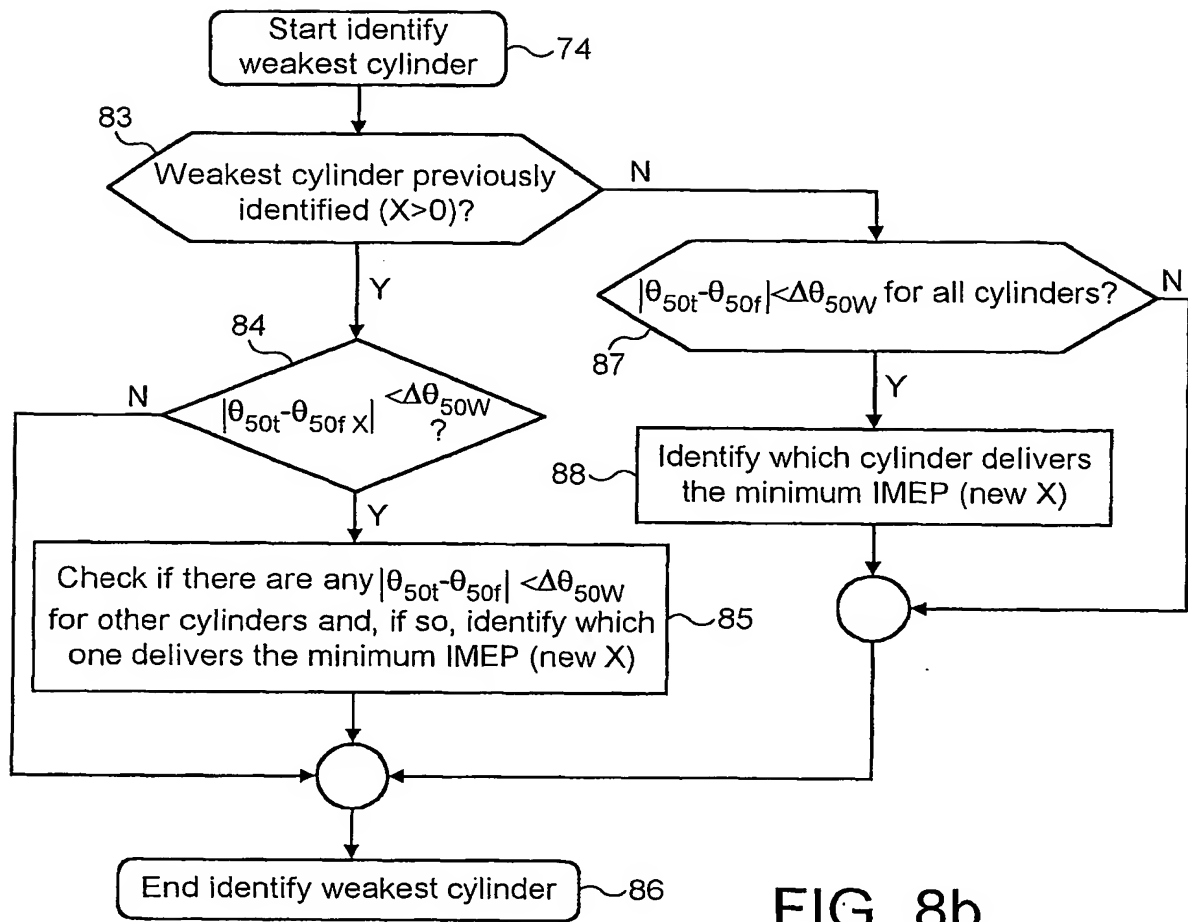 Start identify
weakest cylinder
74
83
Weakest cylinder previously
identified (X>0)?
N
Y
|θ50t-θ50f|<Δθ50W for all cylinders?
N
87
Y
84
N
|θ50t-θ50f X| <Δθ50W
?
Y
88
Identify which cylinder delivers
the minimum IMEP (new X)
Check if there are any |θ50t-θ50f| <Δθ50W
for other cylinders and, if so, identify which
one delivers the minimum IMEP (new X)
85
End identify weakest cylinder
86
FIG. 8b